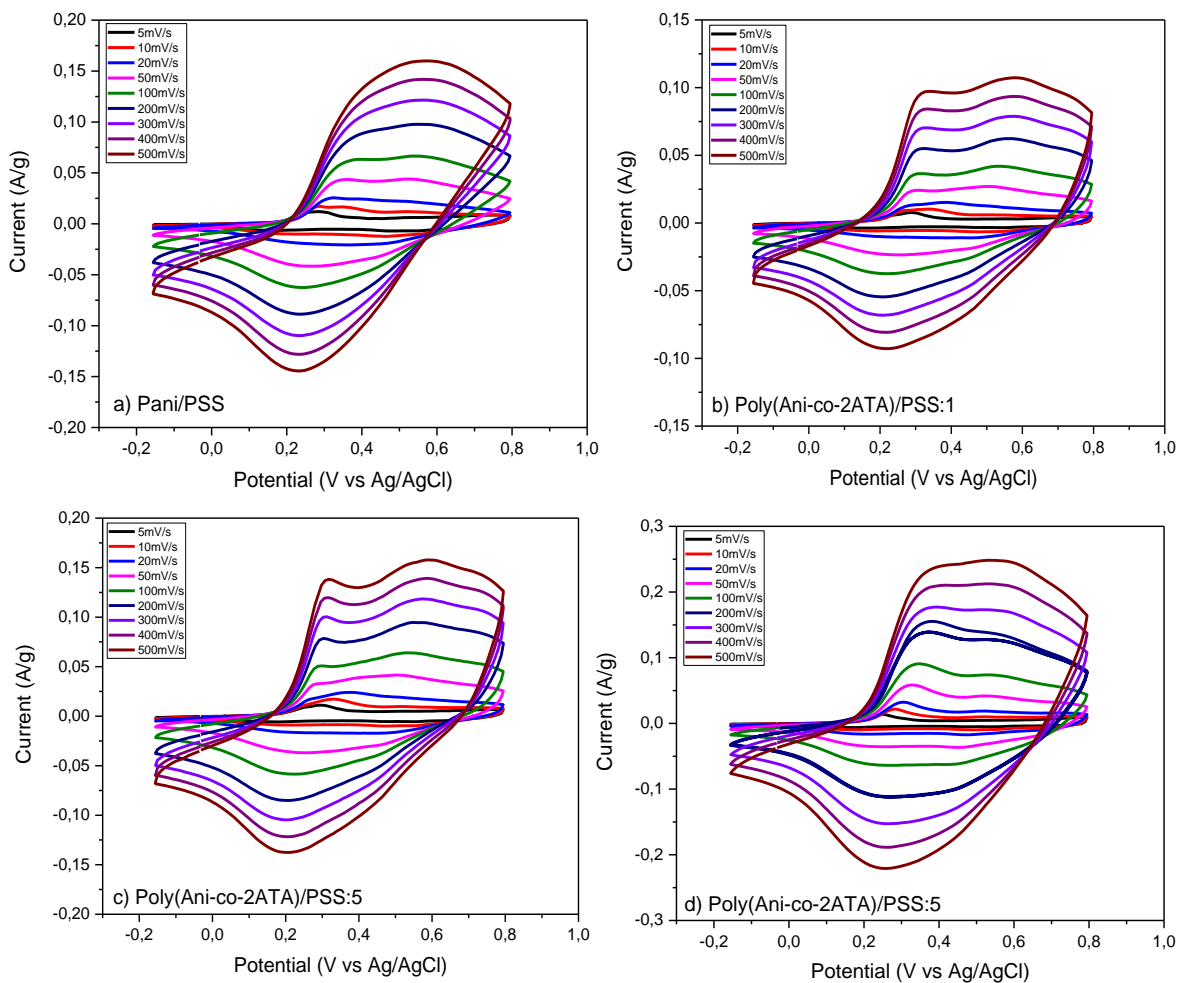 0,20
0,15
0,10
0,05
0,00
-0,05
-0,10
-0,15
-0,20
Current (A/g)
5mV/s
10mV/s
20mV/s
50mV/s
100mV/s
200mV/s
300mV/s
400mV/s
500mV/s
a) Pani/PSS
-0,2 0,0 0,2 0,4 0,6 0,8 1,0
Potential (V vs Ag/AgCl)
0,15
0,10
0,05
0,00
-0,05
-0,10
-0,15
Current (A/g)
5mV/s
10mV/s
20mV/s
50mV/s
100mV/s
200mV/s
300mV/s
400mV/s
500mV/s
b) Poly(Ani-co-2ATA)/PSS:1
-0,2 0,0 0,2 0,4 0,6 0,8 1,0
Potential (V vs Ag/AgCl)
0,20
0,15
0,10
0,05
0,00
-0,05
-0,10
-0,15
-0,20
Current (A/g)
5mV/s
10mV/s
20mV/s
50mV/s
100mV/s
200mV/s
300mV/s
400mV/s
500mV/s
c) Poly(Ani-co-2ATA)/PSS:5
-0,2 0,0 0,2 0,4 0,6 0,8 1,0
Potential (V vs Ag/AgCl)
0,3
0,2
0,1
0,0
-0,1
-0,2
-0,3
Current (A/g)
5mV/s
10mV/s
20mV/s
50mV/s
100mV/s
200mV/s
300mV/s
400mV/s
500mV/s
d) Poly(Ani-co-2ATA)/PSS:5
-0,2 0,0 0,2 0,4 0,6 0,8 1,0
Potential (V vs Ag/AgCl)